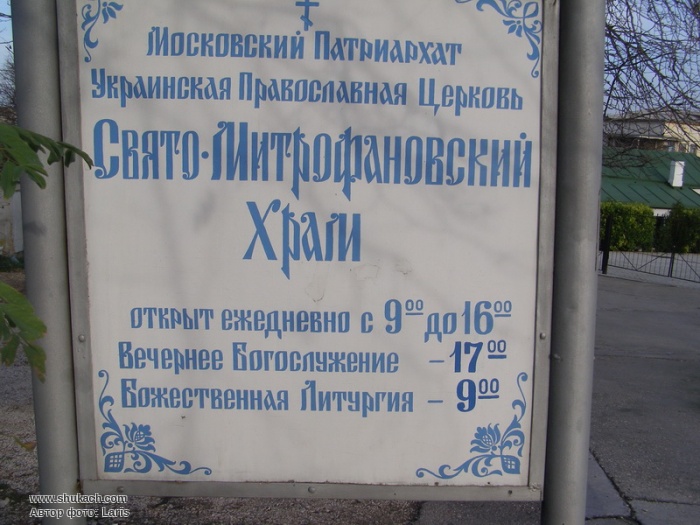 Московский Патриархат
Украинская Православная Церковь
Свято-Митрофановский
Храм
открыт ежедневно с 9⁰⁰ до 16⁰⁰
Вечернее Богослужение - 17⁰⁰
Божественная Литургия - 9⁰⁰
www.shukach.com
Автор фото: Laris